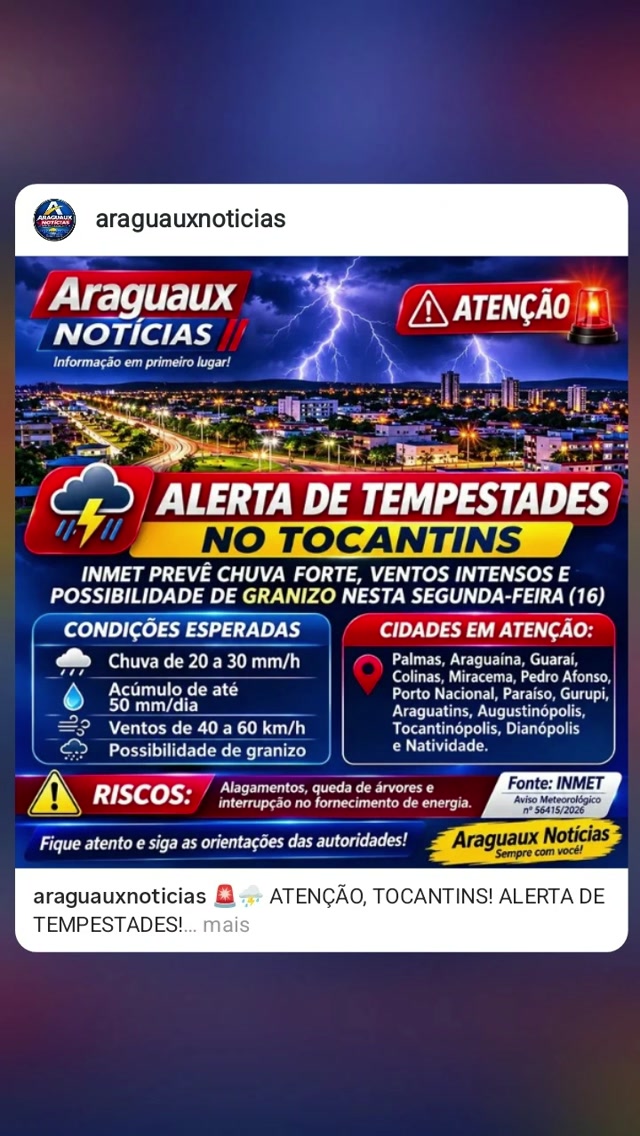 araguauxnoticias
ARAGUAUX
NOTÍCIAS
Araguaux
NOTÍCIAS
Informação em primeiro lugar!
ATENÇÃO
ALERTA DE TEMPESTADES
NO TOCANTINS
INMET PREVÊ CHUVA FORTE, VENTOS INTENSOS E
POSSIBILIDADE DE GRANIZO NESTA SEGUNDA-FEIRA (16)
CONDIÇÕES ESPERADAS
Chuva de 20 a 30 mm/h
Acúmulo de até
50 mm/dia
Ventos de 40 a 60 km/h
Possibilidade de granizo
CIDADES EM ATENÇÃO:
Palmas, Araguaína, Guaraí,
Colinas, Miracema, Pedro Afonso,
Porto Nacional, Paraíso, Gurupi,
Araguatins, Augustinópolis,
Tocantinópolis, Dianópolis
e Natividade.
RISCOS:
Alagamentos, queda de árvores e
interrupção no fornecimento de energia.
Fonte: INMET
Aviso Meteorológico
nº 56415/2026
Fique atento e siga as orientações das autoridades!
Araguaux Notícias
Sempre com você!
araguauxnoticias 🚨⛈️ ATENÇÃO, TOCANTINS! ALERTA DE
TEMPESTADES!... mais